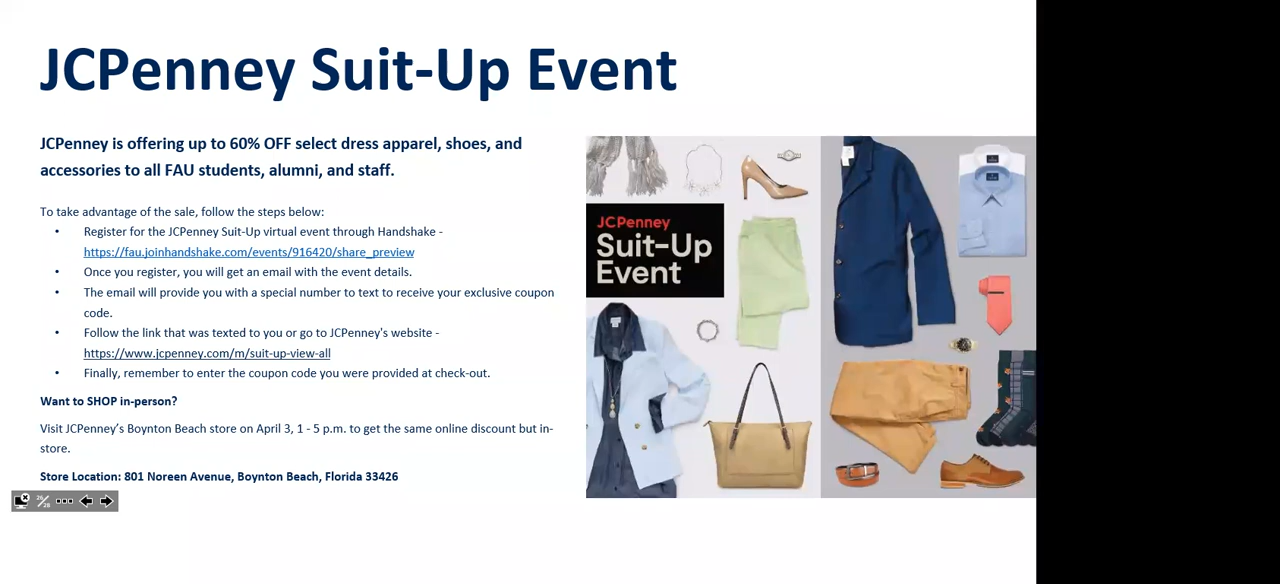 JCPenney Suit-Up Event
JCPenney is offering up to 60% OFF select dress apparel, shoes, and
accessories to all FAU students, alumni, and staff.
To take advantage of the sale, follow the steps below:
• Register for the JCPenney Suit-Up virtual event through Handshake -
https://fau.joinhandshake.com/events/916420/share_preview
• Once you register, you will get an email with the event details.
• The email will provide you with a special number to text to receive your exclusive coupon
code.
• Follow the link that was texted to you or go to JCPenney's website -
https://www.jcpenney.com/m/suit-up-view-all
• Finally, remember to enter the coupon code you were provided at check-out.
Want to SHOP in-person?
Visit JCPenney’s Boynton Beach store on April 3, 1 - 5 p.m. to get the same online discount but in-
store.
Store Location: 801 Noreen Avenue, Boynton Beach, Florida 33426
JCPenney
Suit-Up
Event
26/28